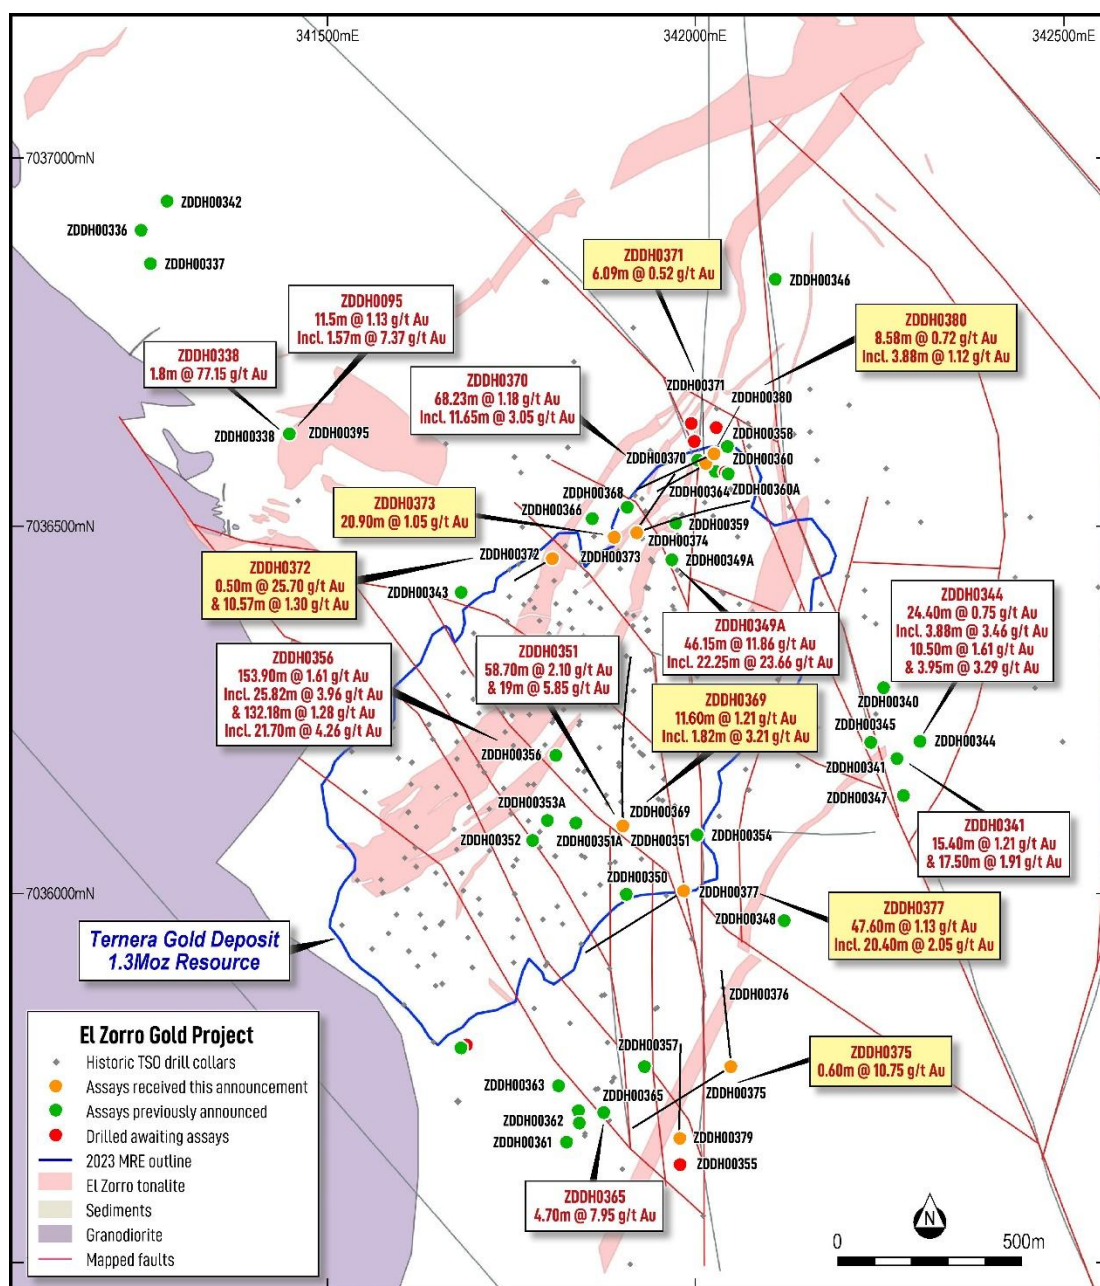 341500mE
342000mE
342500mE
7037000mN
ZDDH00342
ZDDH00336
ZDDH00337
ZDDH0371
6.09m @ 0.52 g/t Au
ZDDH00346
ZDDH0095
11.5m @ 1.13 g/t Au
Incl. 1.57m @ 7.37 g/t Au
ZDDH0380
8.58m @ 0.72 g/t Au
Incl. 3.88m @ 1.12 g/t Au
ZDDH0338
1.8m @ 77.15 g/t Au
ZDDH0370
68.23m @ 1.18 g/t Au
Incl. 11.65m @ 3.05 g/t Au
ZDDH00371
ZDDH00380
ZDDH00338
ZDDH00395
ZDDH00358
ZDDH00370
ZDDH00360
ZDDH00368
ZDDH00364
ZDDH00360A
ZDDH0373
20.90m @ 1.05 g/t Au
ZDDH00366
ZDDH00359
7036500mN
ZDDH00374
ZDDH00372
ZDDH00373
ZDDH00349A
ZDDH0372
0.50m @ 25.70 g/t Au
& 10.57m @ 1.30 g/t Au
ZDDH00343
ZDDH0344
24.40m @ 0.75 g/t Au
Incl. 3.88m @ 3.46 g/t Au
10.50m @ 1.61 g/t Au
& 3.95m @ 3.29 g/t Au
ZDDH0349A
46.15m @ 11.86 g/t Au
Incl. 22.25m @ 23.66 g/t Au
ZDDH0351
58.70m @ 2.10 g/t Au
& 19m @ 5.85 g/t Au
ZDDH0356
153.90m @ 1.61 g/t Au
Incl. 25.82m @ 3.96 g/t Au
& 132.18m @ 1.28 g/t Au
Incl. 21.70m @ 4.26 g/t Au
ZDDH0369
11.60m @ 1.21 g/t Au
Incl. 1.82m @ 3.21 g/t Au
ZDDH00340
ZDDH00345
ZDDH00344
ZDDH00356
ZDDH00341
ZDDH00347
ZDDH00353A
ZDDH00369
ZDDH00352
ZDDH00351A
ZDDH00351
ZDDH00354
ZDDH0341
15.40m @ 1.21 g/t Au
& 17.50m @ 1.91 g/t Au
ZDDH00350
7036000mN
ZDDH00377
ZDDH00348
ZDDH0377
47.60m @ 1.13 g/t Au
Incl. 20.40m @ 2.05 g/t Au
Ternera Gold Deposit
1.3Moz Resource
ZDDH00376
El Zorro Gold Project
Historic TSO drill collars
Assays received this announcement
Assays previously announced
Drilled awaiting assays
2023 MRE outline
El Zorro tonalite
Sediments
Granodiorite
Mapped faults
ZDDH00357
ZDDH0375
0.60m @ 10.75 g/t Au
ZDDH00363
ZDDH00365
ZDDH00375
ZDDH00362
ZDDH00361
ZDDH00379
ZDDH00355
ZDDH0365
4.70m @ 7.95 g/t Au
N
0
500m